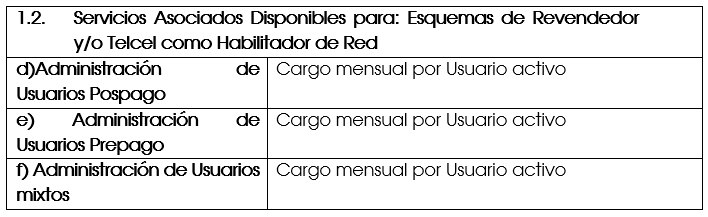 1.2. Servicios Asociados Disponibles para: Esquemas de Revendedor
y/o Telcel como Habilitador de Red
d)Administración de
Usuarios Pospago
Cargo mensual por Usuario activo
e) Administración de
Usuarios Prepago
Cargo mensual por Usuario activo
f) Administración de Usuarios
mixtos
Cargo mensual por Usuario activo